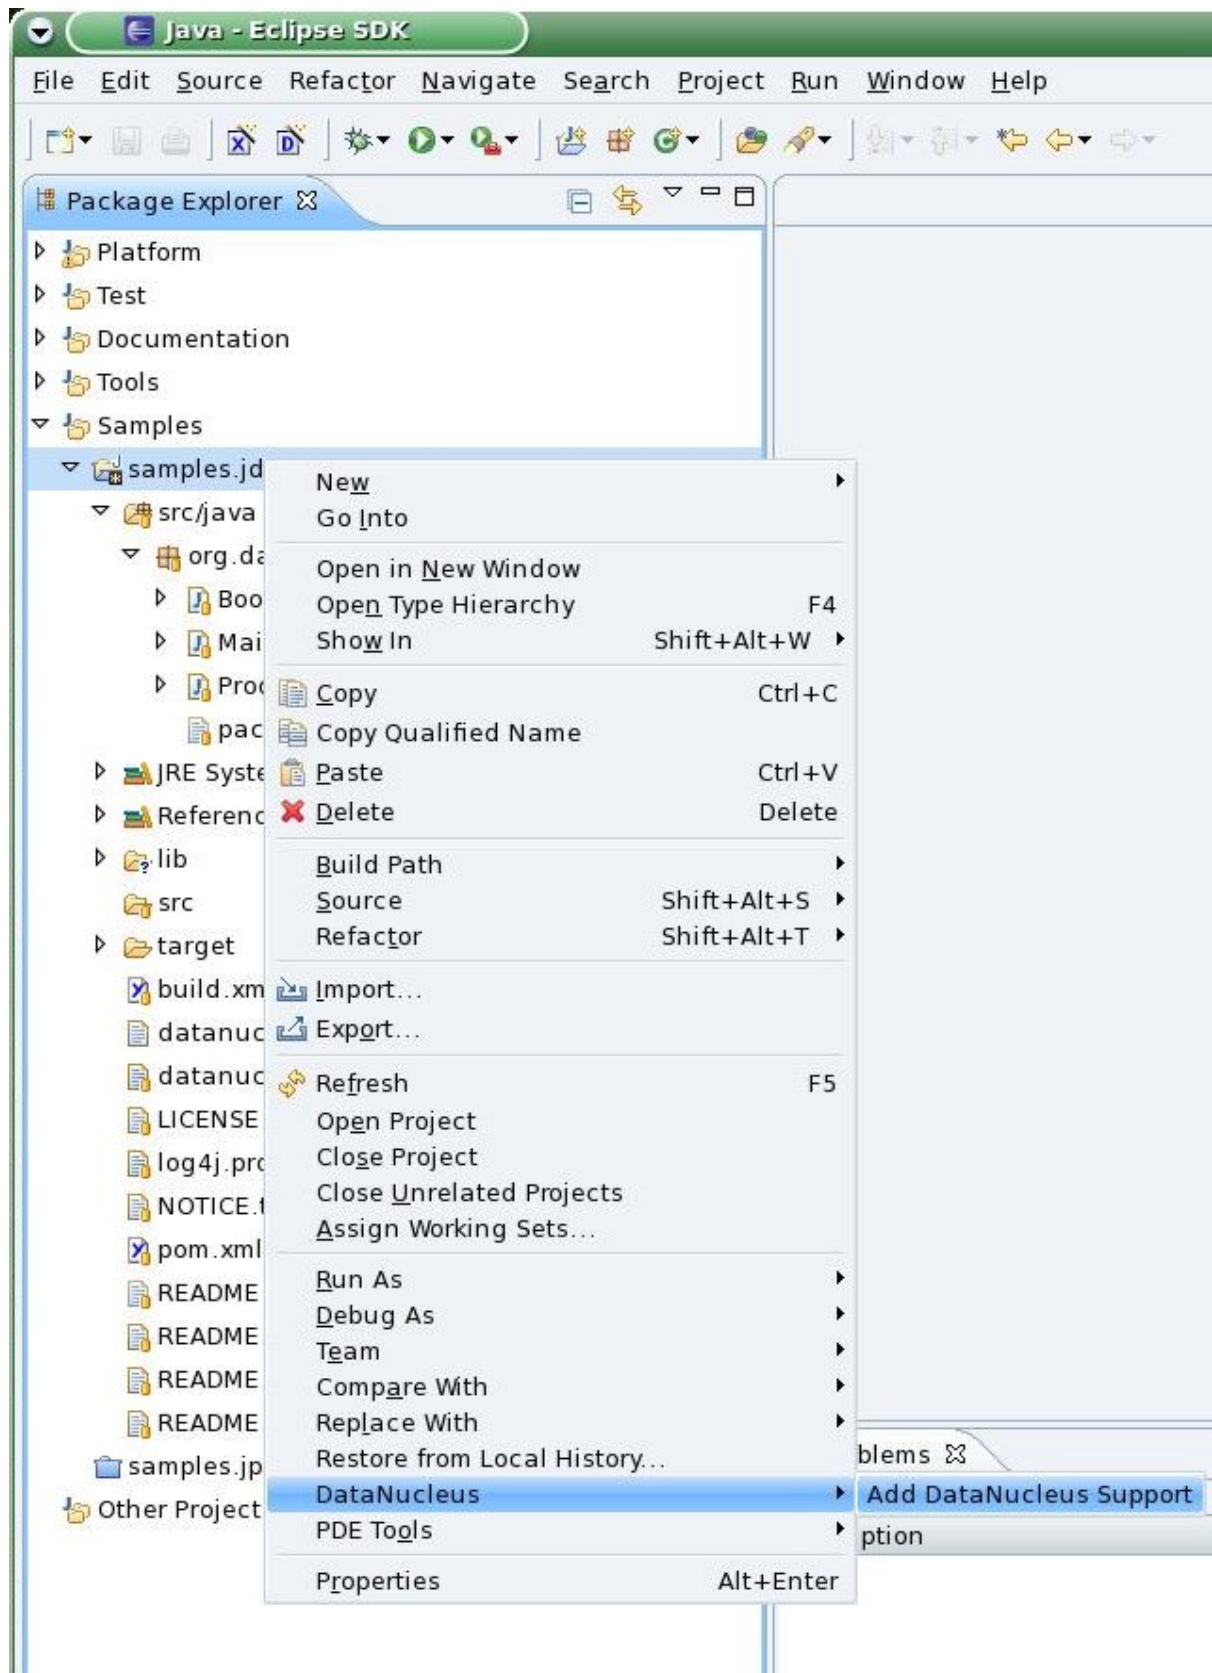 Java - Eclipse SDK
File Edit Source Refactor Navigate Search Project Run Window Help
Package Explorer
Platform
Test
Documentation
Tools
Samples
samples.jd
src/java
org.da
Boo
Mai
Proc
pac
JRE Syste
Referenc
lib
src
target
build.xm
datanuc
datanuc
LICENSE
log4j.pro
NOTICE.t
pom.xml
README
README
README
README
samples.jp
Other Project
New
Go Into
Open in New Window
Open Type Hierarchy F4
Show In Shift+Alt+W
Copy Ctrl+C
Copy Qualified Name
Paste Ctrl+V
Delete Delete
Build Path
Source Shift+Alt+S
Refactor Shift+Alt+T
Import...
Export...
Refresh F5
Open Project
Close Project
Close Unrelated Projects
Assign Working Sets...
Run As
Debug As
Team
Compare With
Replace With
Restore from Local History...
DataNucleus
PDE Tools
Properties Alt+Enter
blems
Add DataNucleus Support
ption